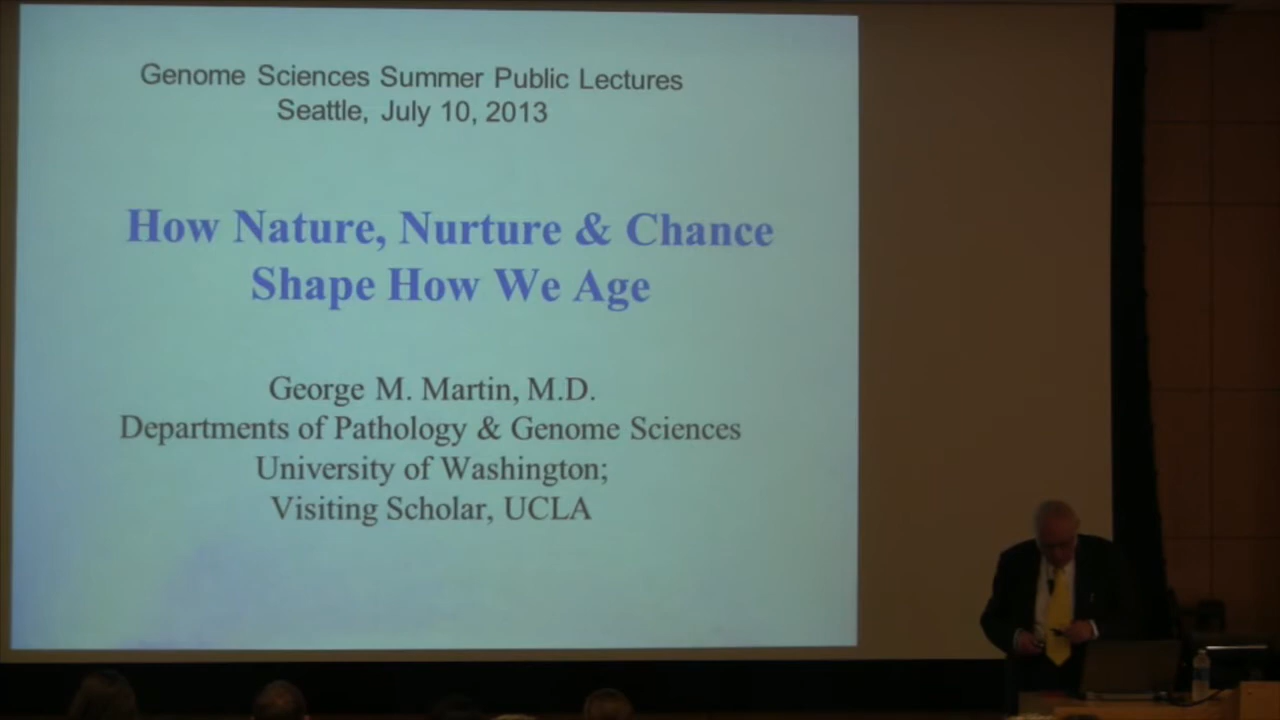 Genome Sciences Summer Public Lectures
Seattle, July 10, 2013
How Nature, Nurture & Chance
Shape How We Age
George M. Martin, M.D.
Departments of Pathology & Genome Sciences
University of Washington;
Visiting Scholar, UCLA